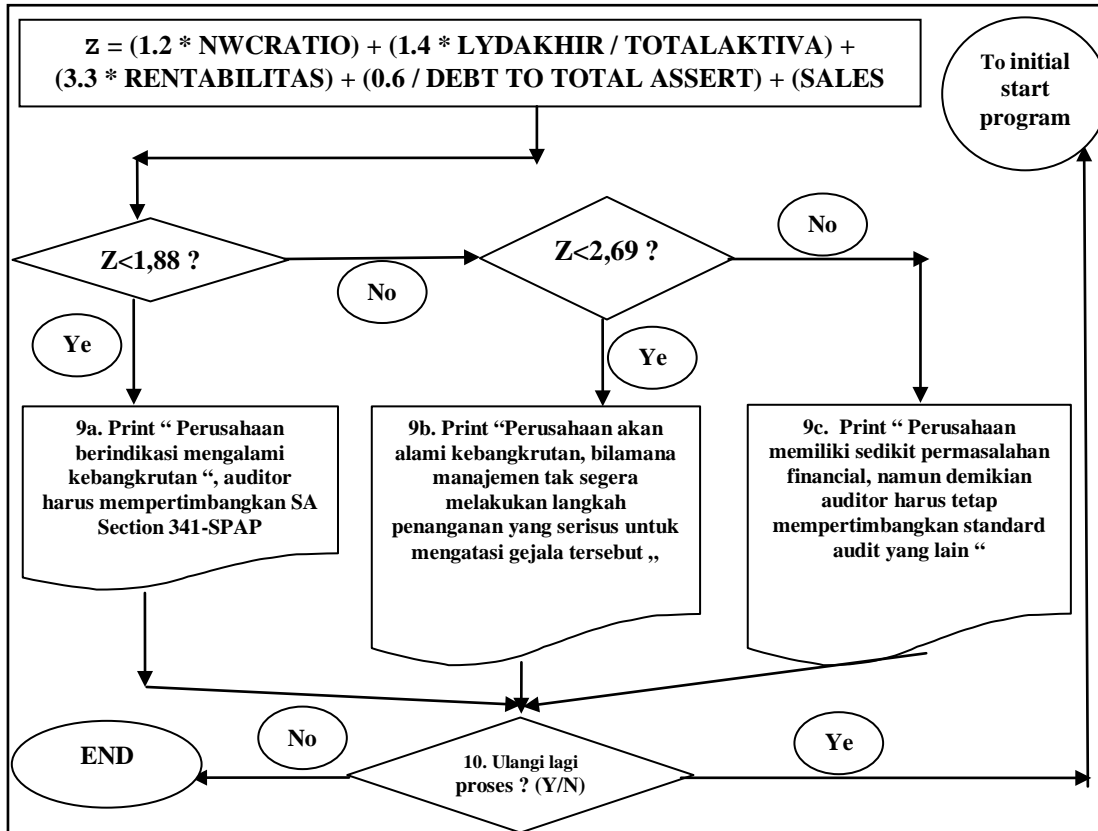 Z = (1.2 * NWCRATIO) + (1.4 * LYDAKHIR / TOTALAKTIVA) +
(3.3 * RENTABILITAS) + (0.6 / DEBT TO TOTAL ASSERT) + (SALES
To initial
start
program
Z<1,88 ?
No
Z<2,69 ?
No
Ye
Ye
9a. Print “ Perusahaan
berindikasi mengalami
kebangkrutan “, auditor
harus mempertimbangkan SA
Section 341-SPAP
9b. Print “Perusahaan akan
alami kebangkrutan, bilamana
manajemen tak segera
melakukan langkah
penanganan yang serisus untuk
mengatasi gejala tersebut „
9c. Print “ Perusahaan
memiliki sedikit permasalahan
financial, namun demikian
auditor harus tetap
mempertimbangkan standard
audit yang lain “
END
No
10. Ulangi lagi
proses ? (Y/N)
Ye